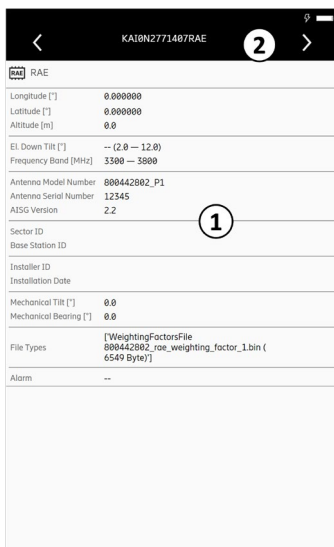 KAI0N2771407RAE
2
RAE RAE
Longitude [°] 0.000000
Latitude [°] 0.000000
Altitude [m] 0.0
El. Down Tilt [°] -- (2.0 — 12.0)
Frequency Band [MHz] 3300 — 3800
Antenna Model Number 800442802_P1
Antenna Serial Number 12345
AISG Version 2.2
1
Sector ID
Base Station ID
Installer ID
Installation Date
Mechanical Tilt [°] 0.0
Mechanical Bearing [°] 0.0
File Types ['WeightingFactorsFile
800442802_rae_weighting_factor_1.bin (
6549 Byte)']
Alarm --